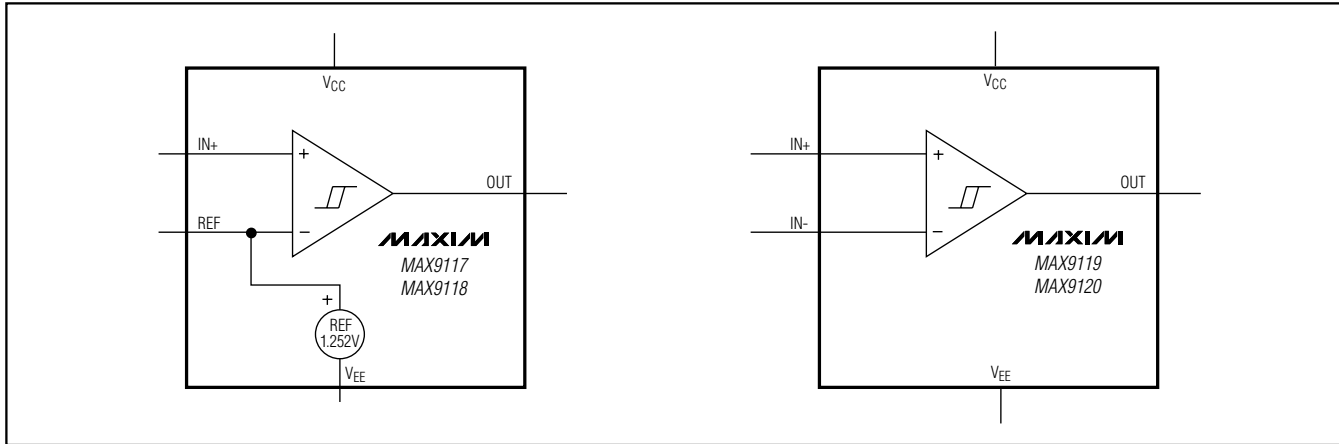 VCC
IN+
+
OUT
REF
−
MAXIM
MAX9117
MAX9118
+
REF
1.252V
VEE
VCC
IN+
+
OUT
IN-
−
MAXIM
MAX9119
MAX9120
VEE